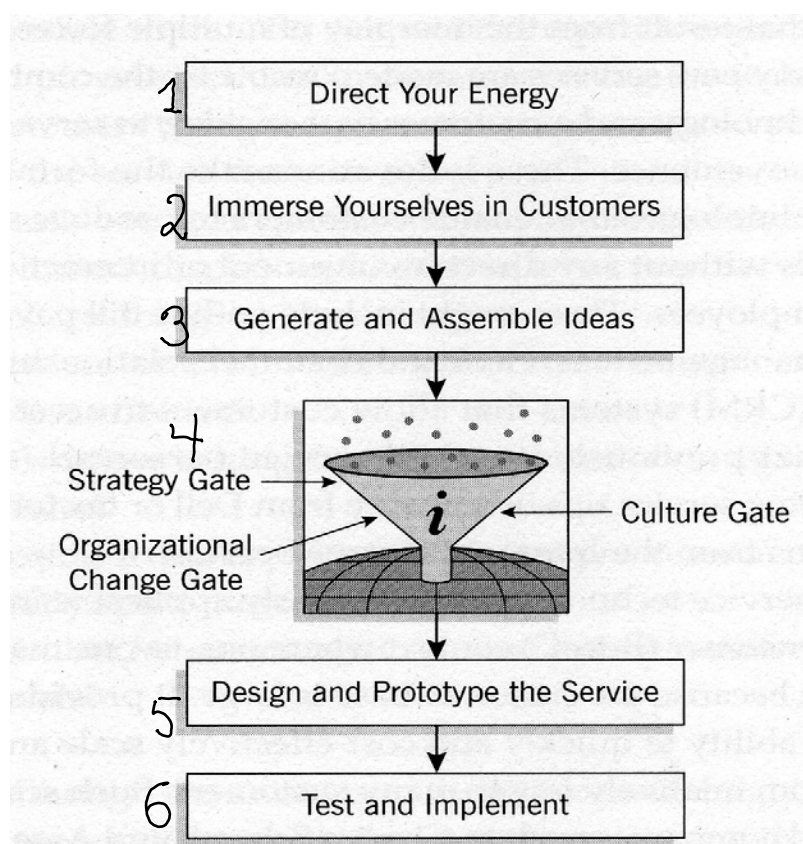 1 Direct Your Energy
2 Immerse Yourselves in Customers
3 Generate and Assemble Ideas
4
Strategy Gate
i
Culture Gate
Organizational
Change Gate
5 Design and Prototype the Service
6 Test and Implement